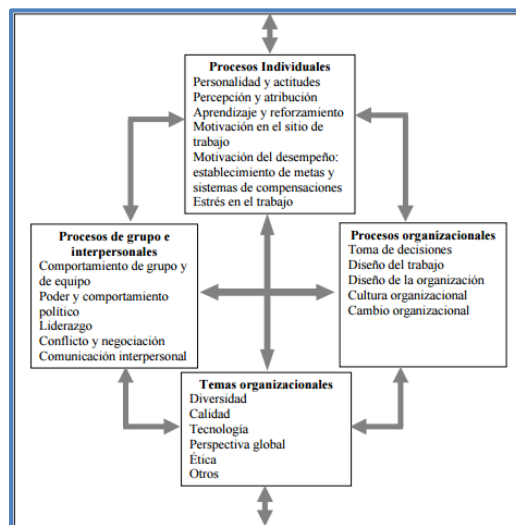 Procesos Individuales
Personalidad y actitudes
Percepción y atribución
Aprendizaje y reforzamiento
Motivación en el sitio de
trabajo
Motivación del desempeño:
establecimiento de metas y
sistemas de compensaciones
Estrés en el trabajo
Procesos de grupo e
interpersonales
Comportamiento de grupo y
de equipo
Poder y comportamiento
político
Liderazgo
Conflicto y negociación
Comunicación interpersonal
Procesos organizacionales
Toma de decisiones
Diseño del trabajo
Diseño de la organización
Cultura organizacional
Cambio organizacional
Temas organizacionales
Diversidad
Calidad
Tecnología
Perspectiva global
Ética
Otros